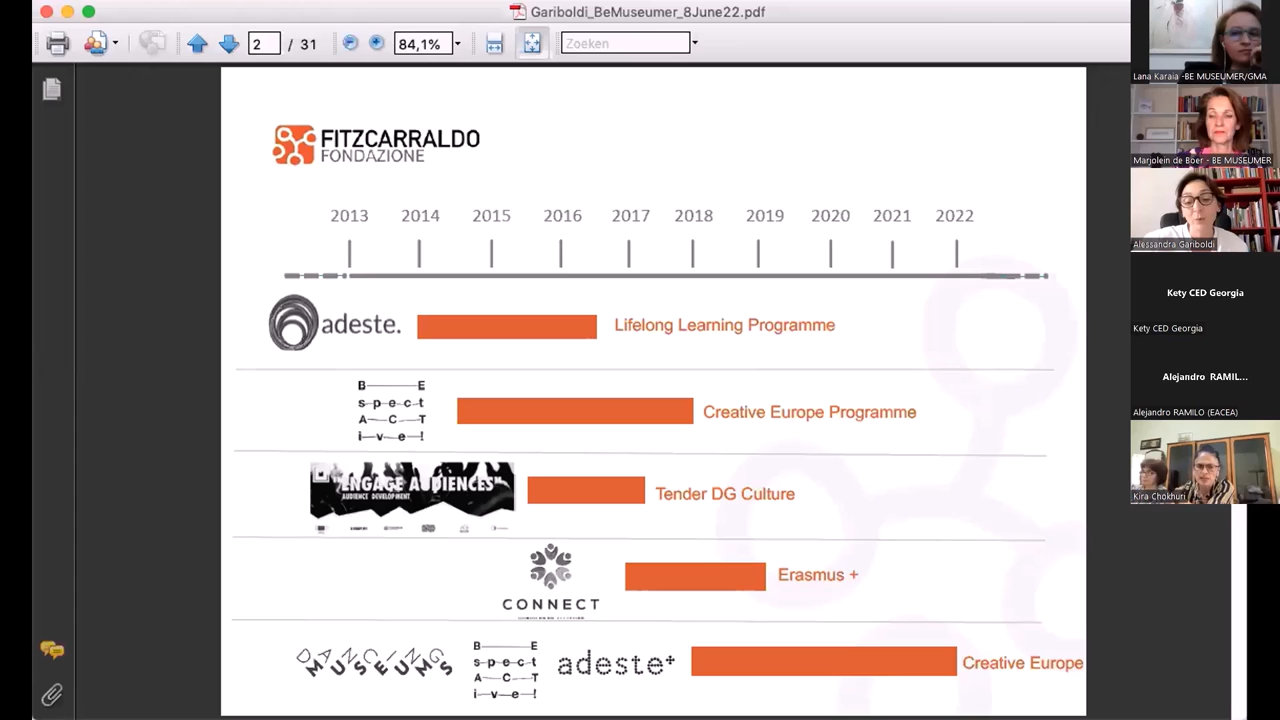 Gariboldi_BeMuseumer_8June22.pdf
2 / 31
84,1%
Zoeken
FITZCARRALDO
FONDAZIONE
2013 2014 2015 2016 2017 2018 2019 2020 2021 2022
adeste.
Lifelong Learning Programme
B E
s-p-e-c-t
A C T
i-v-e!
Creative Europe Programme
"ENGAGE AUDIENCES"
AUDIENCE DEVELOPMENT
Tender DG Culture
CONNECT
Erasmus +
DANCING
MUSEUMS
B E
s-p-e-c-t
A C T
i-v-e!
adeste+
Creative Europe
Lana Karaia -BE MUSEUMER/GMA
Marjolein de Boer - BE MUSEUMER
Alessandra Gariboldi
Kety CED Georgia
Kety CED Georgia
Alejandro RAMIL...
Alejandro RAMILO (EACEA)
Kira Chokhuri